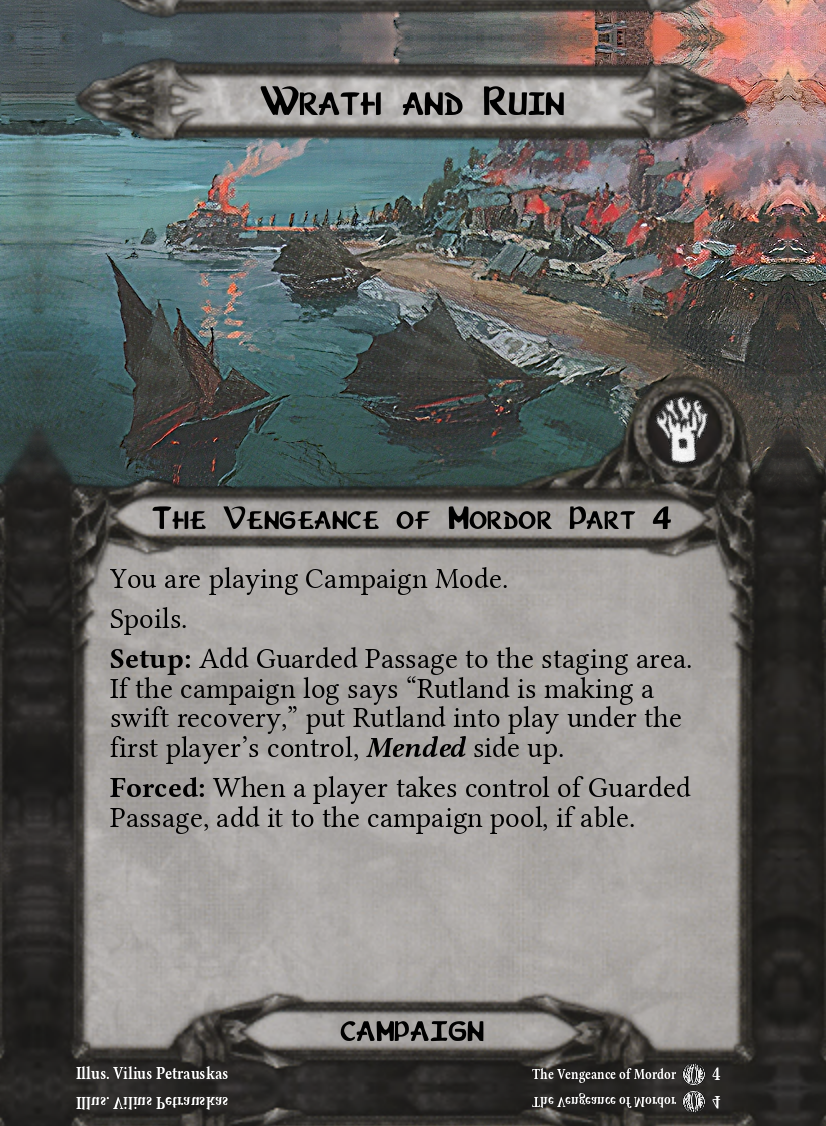 Wrath and Ruin
The Vengeance of Mordor Part 4
You are playing Campaign Mode.
Spoils.
Setup: Add Guarded Passage to the staging area.
If the campaign log says “Rutland is making a
swift recovery,” put Rutland into play under the
first player’s control, Mended side up.
Forced: When a player takes control of Guarded
Passage, add it to the campaign pool, if able.
CAMPAIGN
Illus. Vilius Petrauskas
The Vengeance of Mordor 4
Illus. Vilius Petrauskas
The Vengeance of Mordor 4